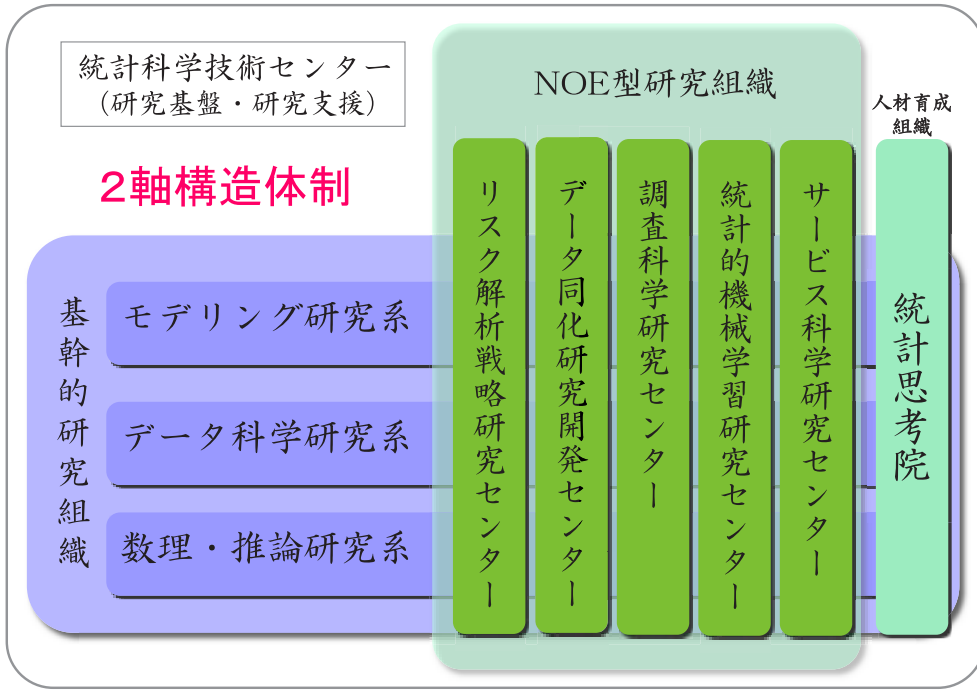 統計科学技術センター
（研究基盤・研究支援）
NOE型研究組織
人材育成
組織
2軸構造体制
基幹的研究組織
モデリング研究系
データ科学研究系
数理・推論研究系
リスク解析戦略研究センター
データ同化研究開発センター
調査科学研究センター
統計的機械学習研究センター
サービス科学研究センター
統計思考院